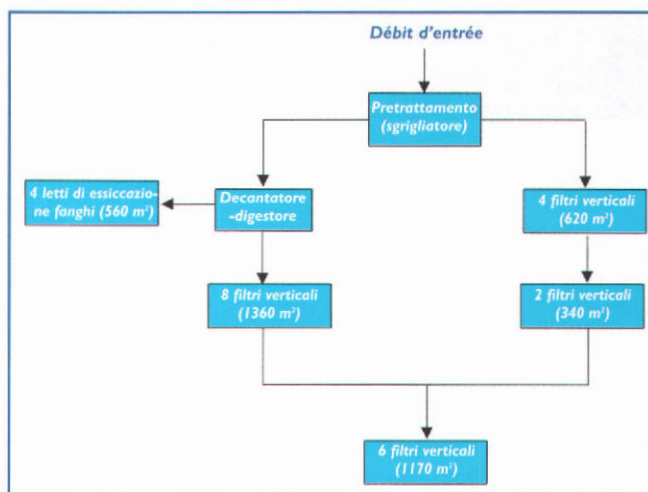 Débit d'entrée
Pretrattamento
(sgrigliatore)
4 letti di essiccazio-
ne fanghi (560 m²)
Decantatore
-digestore
4 filtri verticali
(620 m²)
8 filtri verticali
(1360 m²)
2 filtri verticali
(340 m²)
6 filtri verticali
(1170 m²)